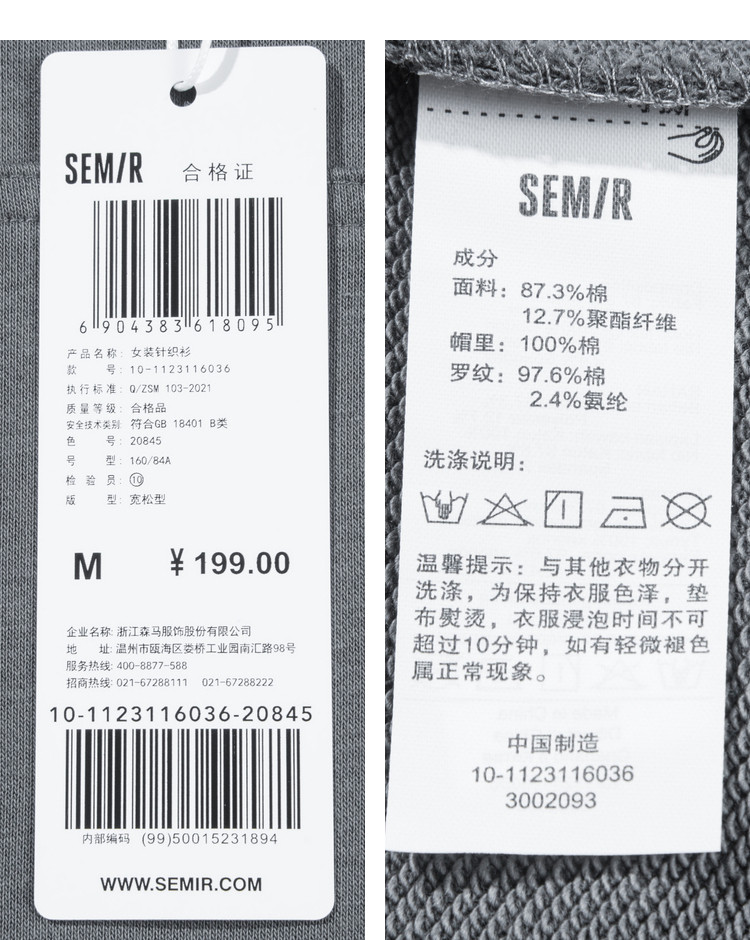 SEM/R 合格证
6 904383 618095
产品名称: 女装针织衫
款 号: 10-1123116036
执行标准: Q/ZSM 103-2021
质量等级: 合格品
安全技术类别: 符合GB 18401 B类
色 号: 20845
号 型: 160/84A
检 验 员: ⑩
版 型: 宽松型
M ¥199.00
企业名称: 浙江森马服饰股份有限公司
地 址: 温州市瓯海区娄桥工业园南汇路98号
服务热线: 400-8877-588
招商热线: 021-67288111 021-67288222
10-1123116036-20845
内部编码 (99)50015231894
WWW.SEMIR.COM
SEM/R
成分
面料: 87.3%棉
12.7%聚酯纤维
帽里: 100%棉
罗纹: 97.6%棉
2.4%氨纶
洗涤说明:
温馨提示: 与其他衣物分开
洗涤，为保持衣服色泽，垫
布熨烫，衣服浸泡时间不可
超过10分钟，如有轻微褪色
属正常现象。
中国制造
10-1123116036
3002093